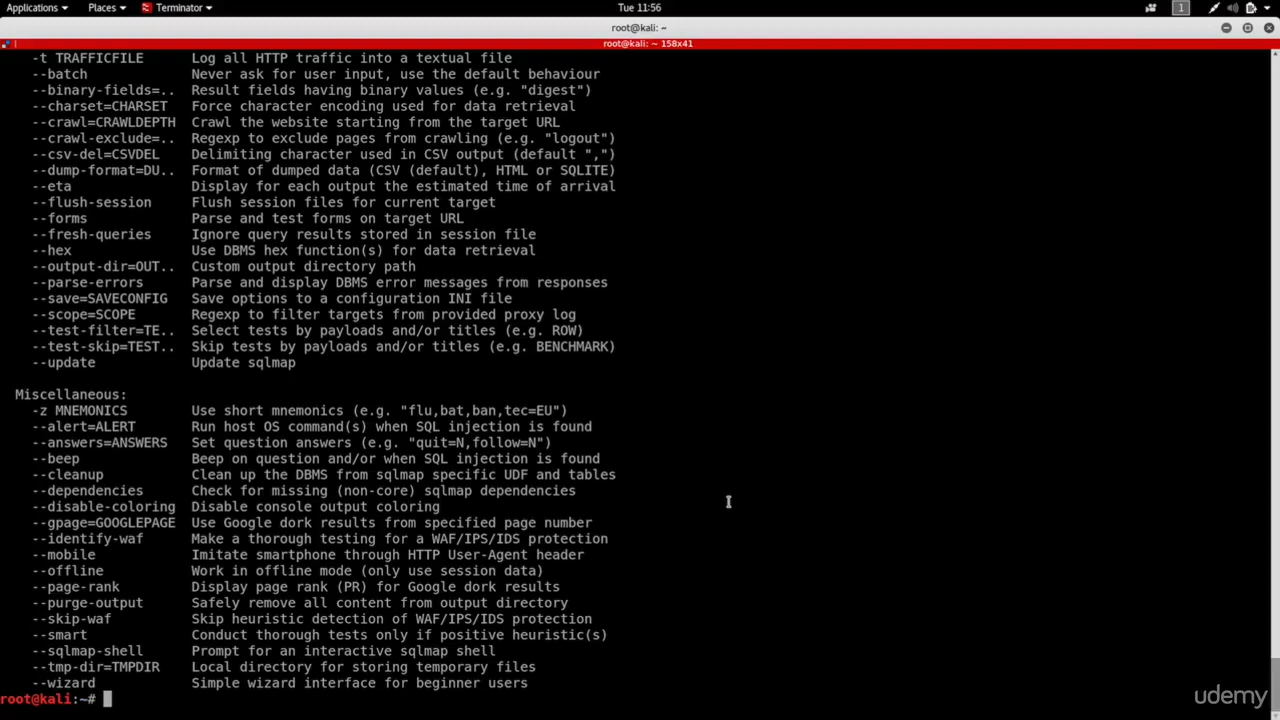 Applications Places Terminator Tue 11:56 1
root@kali: ~
root@kali: ~ 158x41
-t TRAFFICFILE Log all HTTP traffic into a textual file
--batch Never ask for user input, use the default behaviour
--binary-fields=.. Result fields having binary values (e.g. "digest")
--charset=CHARSET Force character encoding used for data retrieval
--crawl=CRAWLDEPTH Crawl the website starting from the target URL
--crawl-exclude=.. Regexp to exclude pages from crawling (e.g. "logout")
--csv-del=CSVDEL Delimiting character used in CSV output (default ",")
--dump-format=DU.. Format of dumped data (CSV (default), HTML or SQLITE)
--eta Display for each output the estimated time of arrival
--flush-session Flush session files for current target
--forms Parse and test forms on target URL
--fresh-queries Ignore query results stored in session file
--hex Use DBMS hex function(s) for data retrieval
--output-dir=OUT.. Custom output directory path
--parse-errors Parse and display DBMS error messages from responses
--save=SAVECONFIG Save options to a configuration INI file
--scope=SCOPE Regexp to filter targets from provided proxy log
--test-filter=TE.. Select tests by payloads and/or titles (e.g. ROW)
--test-skip=TEST.. Skip tests by payloads and/or titles (e.g. BENCHMARK)
--update Update sqlmap
Miscellaneous:
-z MNEMONICS Use short mnemonics (e.g. "flu,bat,ban,tec=EU")
--alert=ALERT Run host OS command(s) when SQL injection is found
--answers=ANSWERS Set question answers (e.g. "quit=N,follow=N")
--beep Beep on question and/or when SQL injection is found
--cleanup Clean up the DBMS from sqlmap specific UDF and tables
--dependencies Check for missing (non-core) sqlmap dependencies
--disable-coloring Disable console output coloring
--gpage=GOOGLEPAGE Use Google dork results from specified page number
--identify-waf Make a thorough testing for a WAF/IPS/IDS protection
--mobile Imitate smartphone through HTTP User-Agent header
--offline Work in offline mode (only use session data)
--page-rank Display page rank (PR) for Google dork results
--purge-output Safely remove all content from output directory
--skip-waf Skip heuristic detection of WAF/IPS/IDS protection
--smart Conduct thorough tests only if positive heuristic(s)
--sqlmap-shell Prompt for an interactive sqlmap shell
--tmp-dir=TMPDIR Local directory for storing temporary files
--wizard Simple wizard interface for beginner users
root@kali:~#
udemy